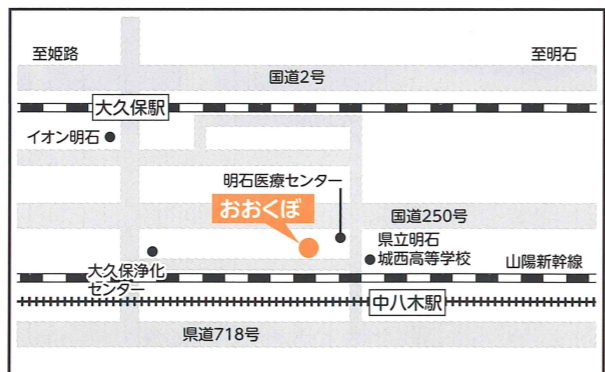 至姫路
至明石
国道2号
大久保駅
イオン明石
明石医療センター
おおくぼ
国道250号
県立明石
城西高等学校
山陽新幹線
大久保浄化
センター
中八木駅
県道718号